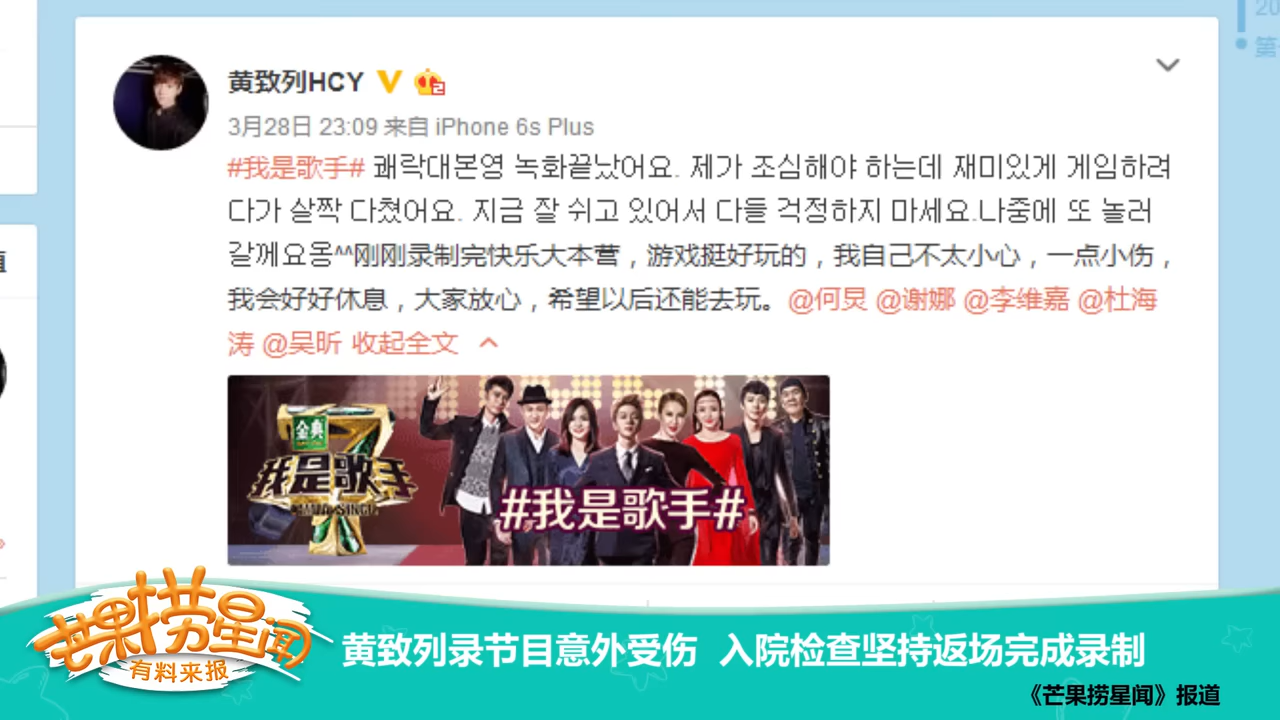 黄致列HCY
3月28日 23:09 来自 iPhone 6s Plus
#我是歌手# 쾌락대본영 녹화끝났어요. 제가 조심해야 하는데 재미있게 게임하려
다가 살짝 다쳤어요. 지금 잘 쉬고 있어서 다들 걱정하지 마세요.나중에 또 놀러
갈께요옹^^刚刚录制完快乐大本营，游戏挺好玩的，我自己不太小心，一点小伤，
我会好好休息，大家放心，希望以后还能去玩。@何炅 @谢娜 @李维嘉 @杜海
涛 @吴昕 收起全文
金典
我是歌手
#我是歌手#
芒果捞星闻
有料来报
黄致列录节目意外受伤 入院检查坚持返场完成录制
《芒果捞星闻》报道
20
第